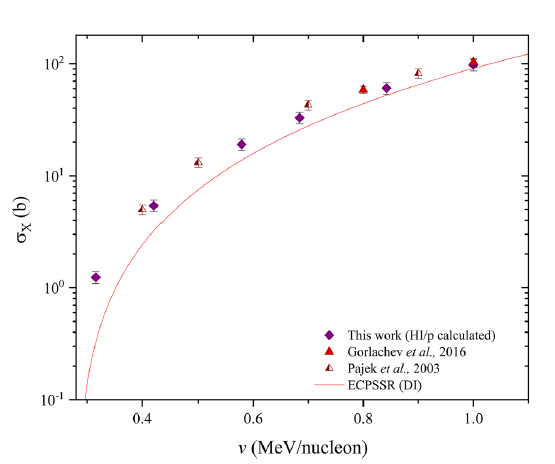 10²
10¹
10⁰
10⁻¹
σ_X (b)
This work (HI/p calculated)
Gorlachev et al., 2016
Pajek et al., 2003
ECPSSR (DI)
0.4 0.6 0.8 1.0
v (MeV/nucleon)